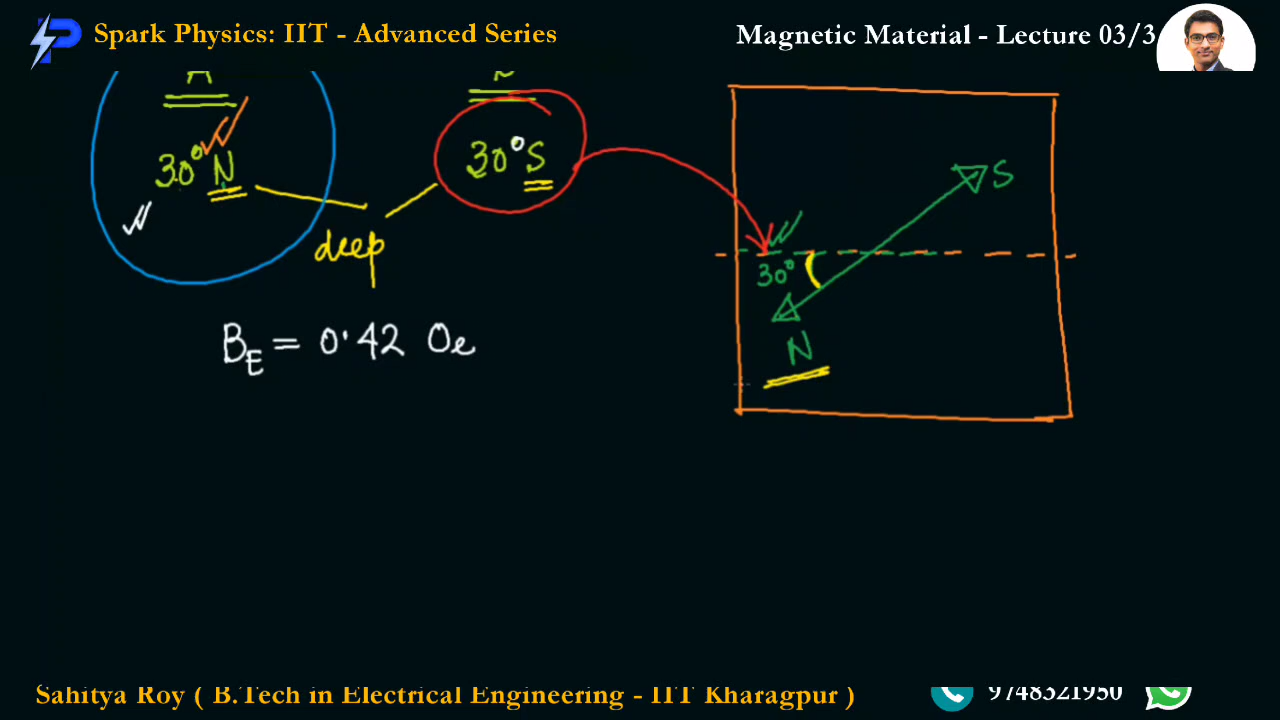 Spark Physics: IIT - Advanced Series
Magnetic Material - Lecture 03/3
30° N
30° S
deep
B_E = 0.42 Oe
S
30°
N
Sahitya Roy ( B.Tech in Electrical Engineering - IIT Kharagpur )
9748321950